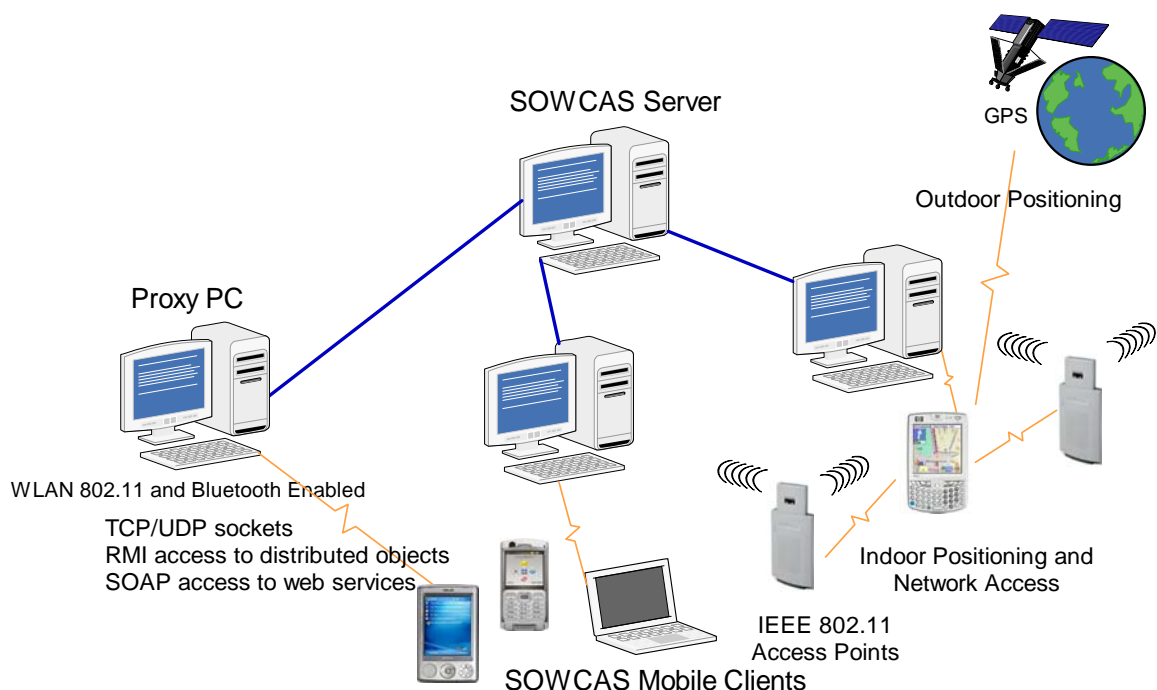 SOWCAS Server
GPS
Outdoor Positioning
Proxy PC
WLAN 802.11 and Bluetooth Enabled
TCP/UDP sockets
RMI access to distributed objects
SOAP access to web services
Indoor Positioning and
Network Access
IEEE 802.11
Access Points
SOWCAS Mobile Clients